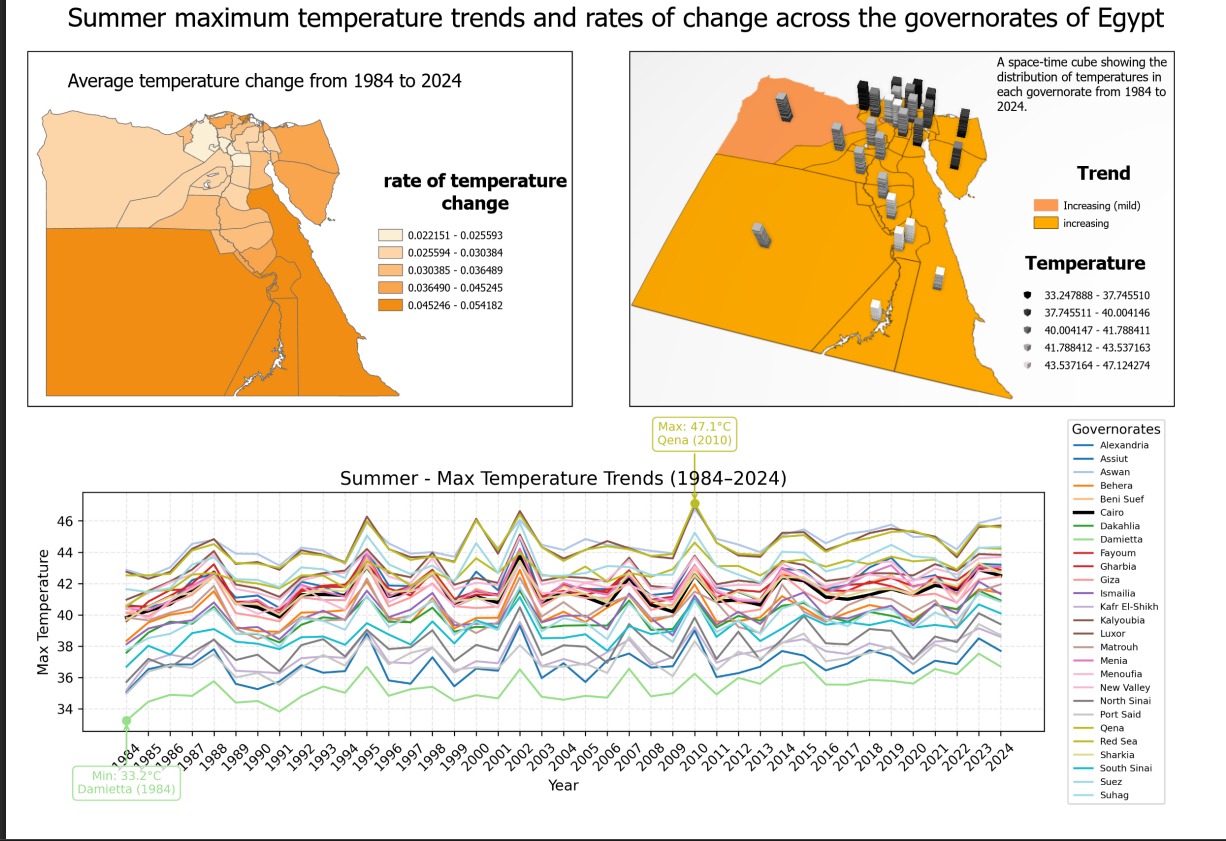 Summer maximum temperature trends and rates of change across the governorates of Egypt
Average temperature change from 1984 to 2024
rate of temperature
change
0.022151 - 0.025593
0.025594 - 0.030384
0.030385 - 0.036489
0.036490 - 0.045245
0.045246 - 0.054182
A space-time cube showing the
distribution of temperatures in
each governorate from 1984 to
2024.
Trend
Increasing (mild)
increasing
Temperature
33.247888 - 37.745510
37.745511 - 40.004146
40.004147 - 41.788411
41.788412 - 43.537163
43.537164 - 47.124274
Max: 47.1°C
Qena (2010)
Summer - Max Temperature Trends (1984–2024)
Max Temperature
46
44
42
40
38
36
34
1984
1985
1986
1987
1988
1989
1990
1991
1992
1993
1994
1995
1996
1997
1998
1999
2000
2001
2002
2003
2004
2005
2006
2007
2008
2009
2010
2011
2012
2013
2014
2015
2016
2017
2018
2019
2020
2021
2022
2023
2024
Year
Min: 33.2°C
Damietta (1984)
Governorates
Alexandria
Assiut
Aswan
Behera
Beni Suef
Cairo
Dakahlia
Damietta
Fayoum
Gharbia
Giza
Ismailia
Kafr El-Shikh
Kalyoubia
Luxor
Matrouh
Menia
Menoufia
New Valley
North Sinai
Port Said
Qena
Red Sea
Sharkia
South Sinai
Suez
Suhag